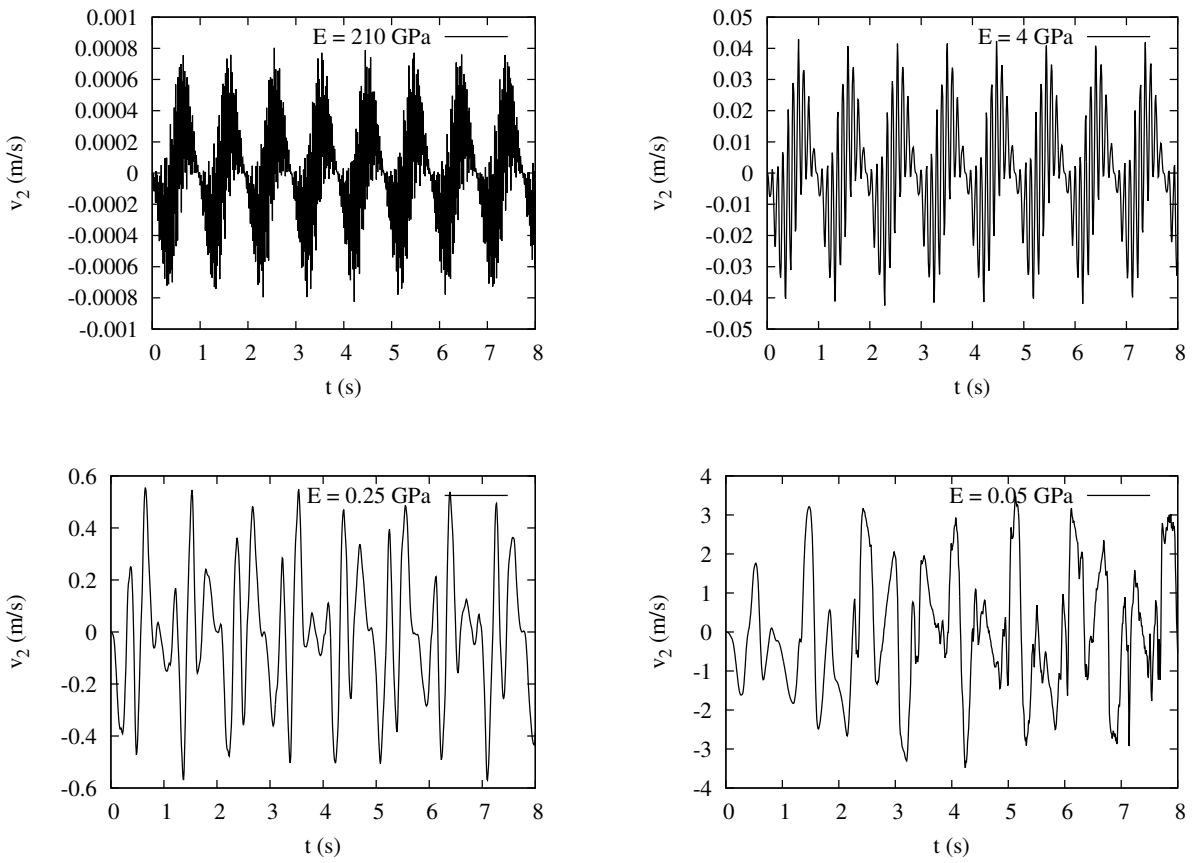 0.001
0.0008
0.0006
0.0004
0.0002
0
-0.0002
-0.0004
-0.0006
-0.0008
-0.001
0 1 2 3 4 5 6 7 8
v2 (m/s)
t (s)
E = 210 GPa
0.05
0.04
0.03
0.02
0.01
0
-0.01
-0.02
-0.03
-0.04
-0.05
0 1 2 3 4 5 6 7 8
v2 (m/s)
t (s)
E = 4 GPa
0.6
0.4
0.2
0
-0.2
-0.4
-0.6
0 1 2 3 4 5 6 7 8
v2 (m/s)
t (s)
E = 0.25 GPa
4
3
2
1
0
-1
-2
-3
-4
0 1 2 3 4 5 6 7 8
v2 (m/s)
t (s)
E = 0.05 GPa